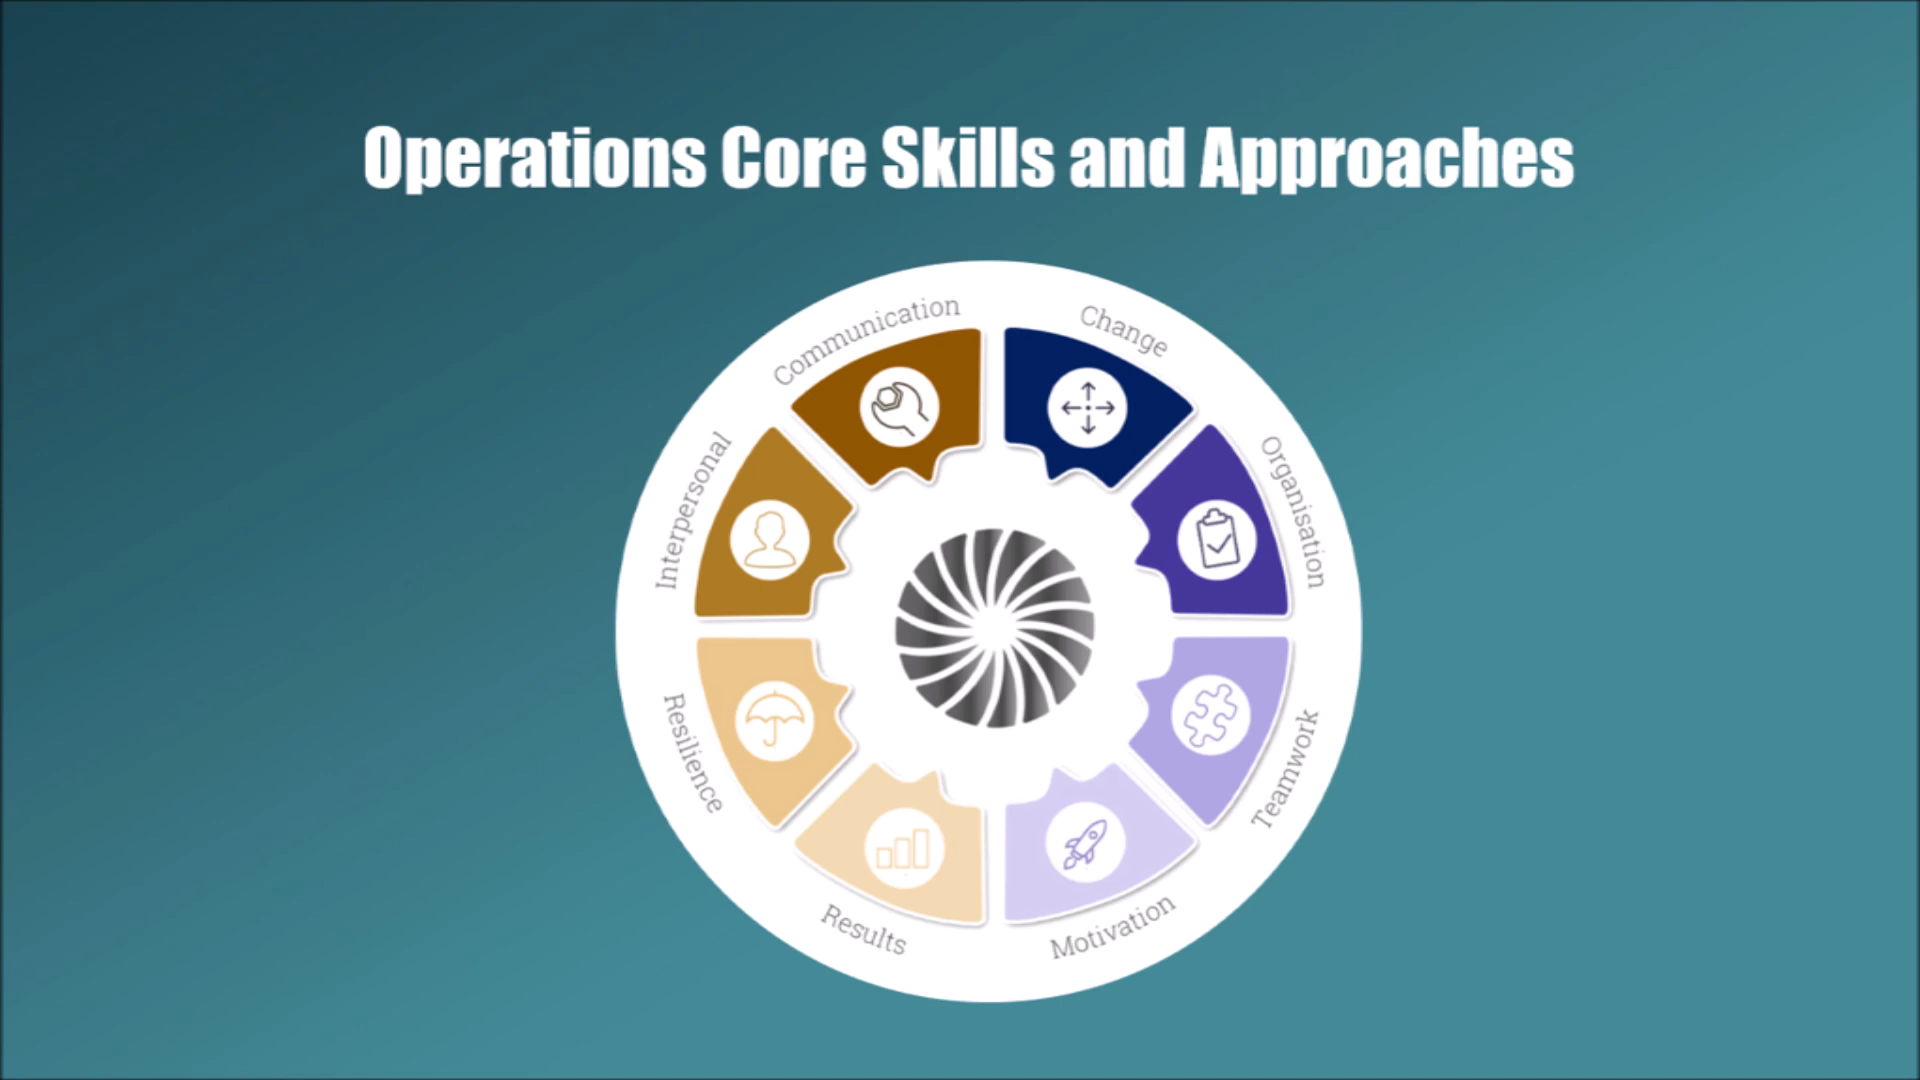 Operations Core Skills and Approaches
Communication
Change
Interpersonal
Organisation
Resilience
Teamwork
Results
Motivation